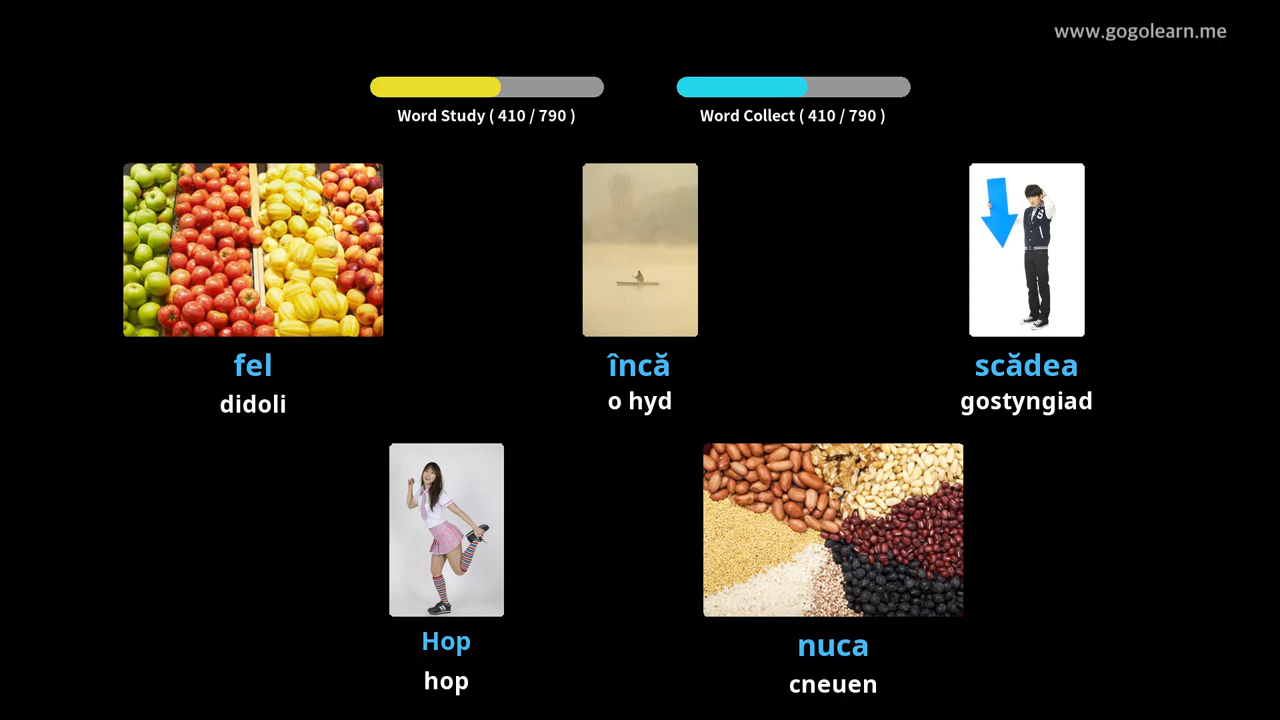 www.gogolearn.me
Word Study ( 410 / 790 )
Word Collect ( 410 / 790 )
fel
didoli
încă
o hyd
scădea
gostyngiad
Hop
hop
nuca
cneuen